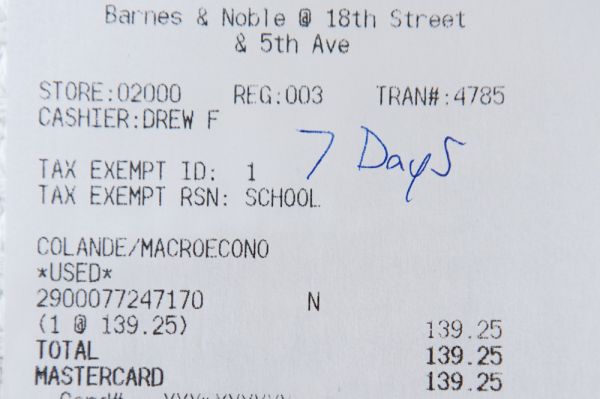 Barnes & Noble @ 18th Street
& 5th Ave
STORE:02000 REG:003 TRAN#:4785
CASHIER:DREW F
7 Days
TAX EXEMPT ID: 1
TAX EXEMPT RSN: SCHOOL
COLANDE/MACROECONO
*USED*
2900077247170 N
(1 @ 139.25) 139.25
TOTAL 139.25
MASTERCARD 139.25